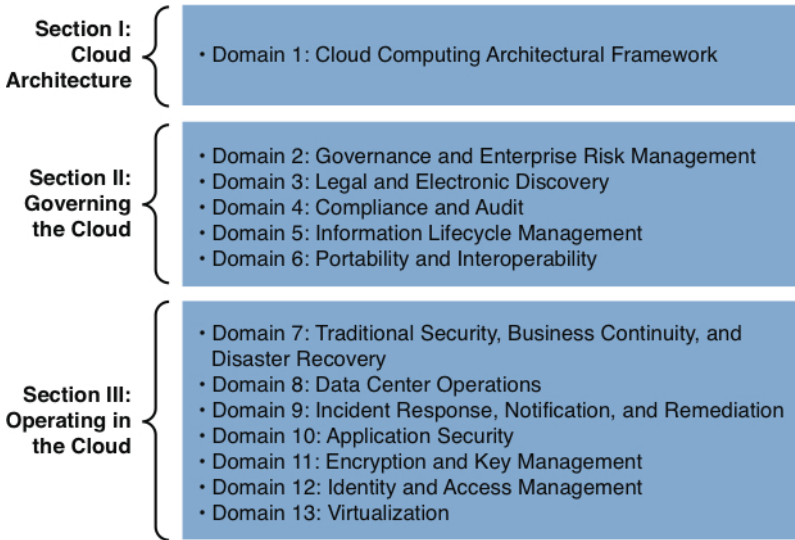 Section I:
Cloud
Architecture
• Domain 1: Cloud Computing Architectural Framework
Section II:
Governing
the Cloud
• Domain 2: Governance and Enterprise Risk Management
• Domain 3: Legal and Electronic Discovery
• Domain 4: Compliance and Audit
• Domain 5: Information Lifecycle Management
• Domain 6: Portability and Interoperability
Section III:
Operating in
the Cloud
• Domain 7: Traditional Security, Business Continuity, and
Disaster Recovery
• Domain 8: Data Center Operations
• Domain 9: Incident Response, Notification, and Remediation
• Domain 10: Application Security
• Domain 11: Encryption and Key Management
• Domain 12: Identity and Access Management
• Domain 13: Virtualization